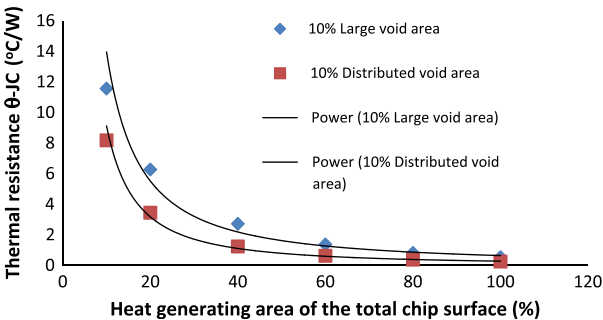 Thermal resistance θ-JC (°C/W)
16
14
12
10
8
6
4
2
0
0
20
40
60
80
100
120
Heat generating area of the total chip surface (%)
10% Large void area
10% Distributed void area
Power (10% Large void area)
Power (10% Distributed void
area)